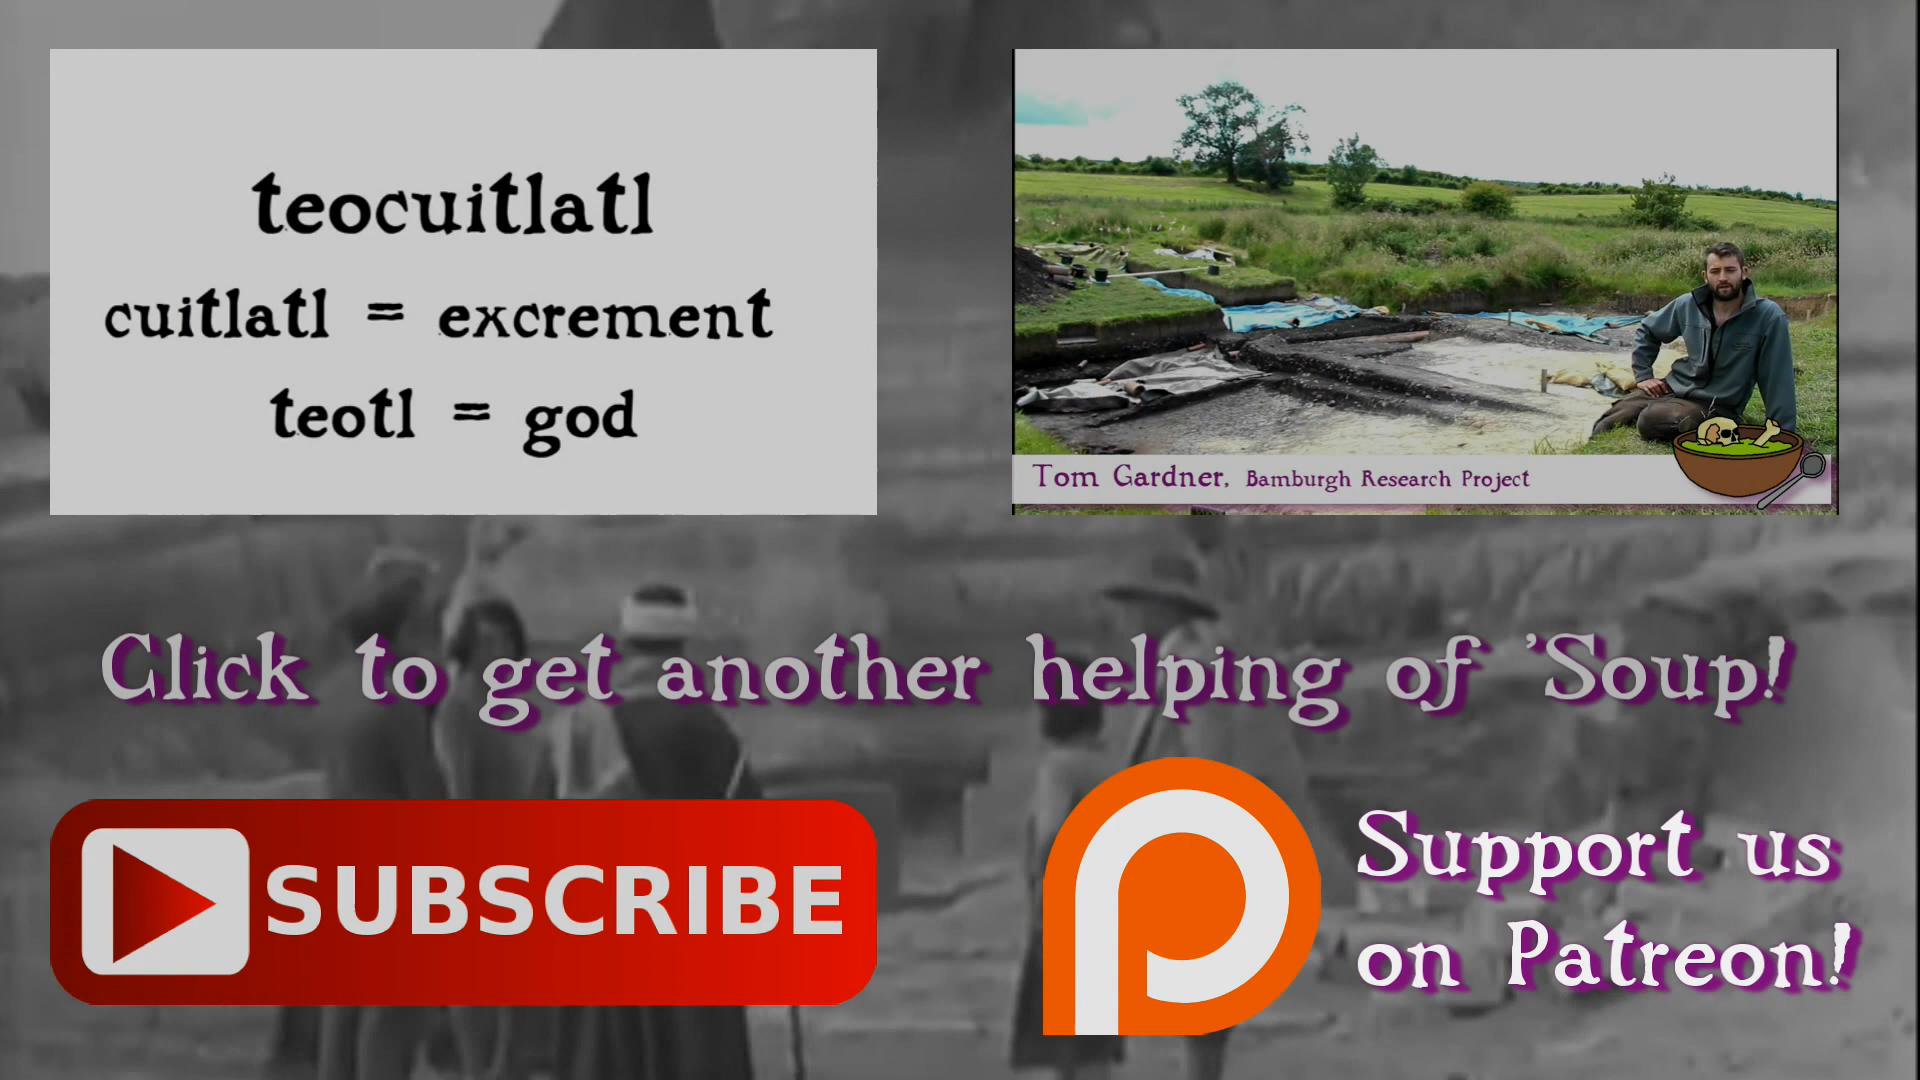 teocuitlatl
cuitlatl = excrement
teotl = god
Tom Gardner, Bamburgh Research Project
Click to get another helping of 'Soup!
SUBSCRIBE
Support us
on Patreon!